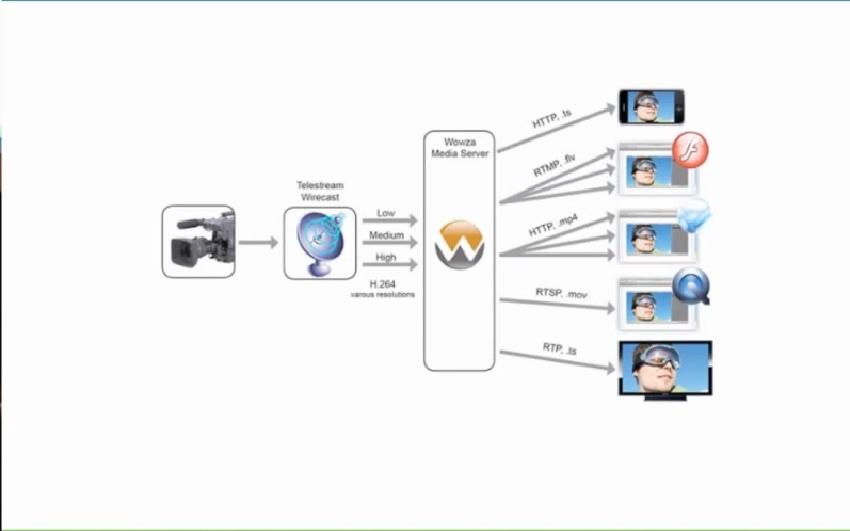 Telestream
Wirecast
Low
Medium
High
H.264
various resolutions
Wowza
Media Server
HTTP, .ts
RTMP, .flv
HTTP, .mp4
RTSP, .mov
RTP, .ts